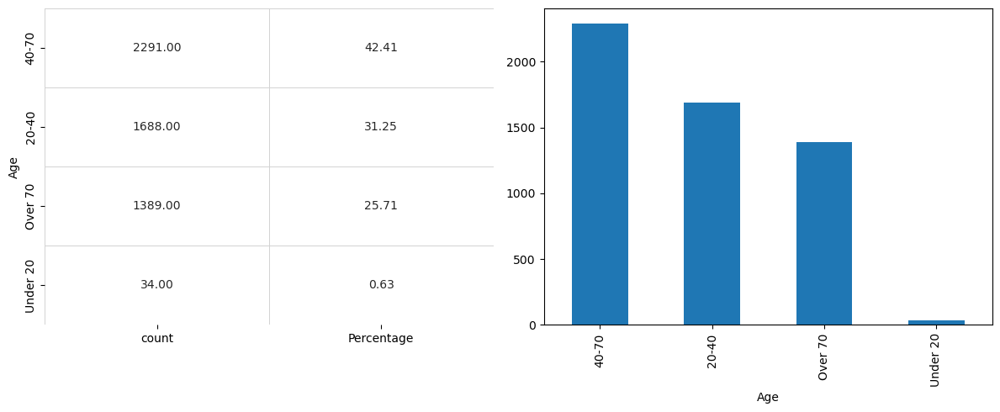 Age
40-70 2291.00 42.41
20-40 1688.00 31.25
Over 70 1389.00 25.71
Under 20 34.00 0.63
count Percentage
2000
1500
1000
500
0
40-70 20-40 Over 70 Under 20
Age